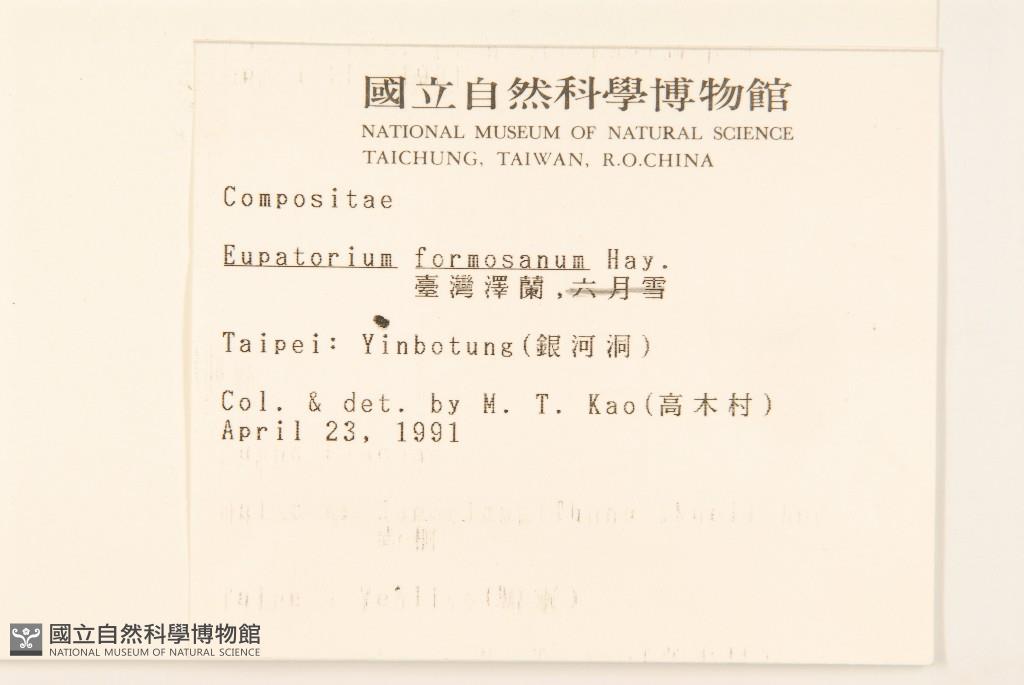 國立自然科學博物館
NATIONAL MUSEUM OF NATURAL SCIENCE
TAICHUNG, TAIWAN, R.O.CHINA
Compositae
Eupatorium formosanum Hay.
臺灣澤蘭,六月雪
Taipei: Yinbotung(銀河洞)
Col. & det. by M. T. Kao(高木村)
April 23, 1991
國立自然科學博物館
NATIONAL MUSEUM OF NATURAL SCIENCE